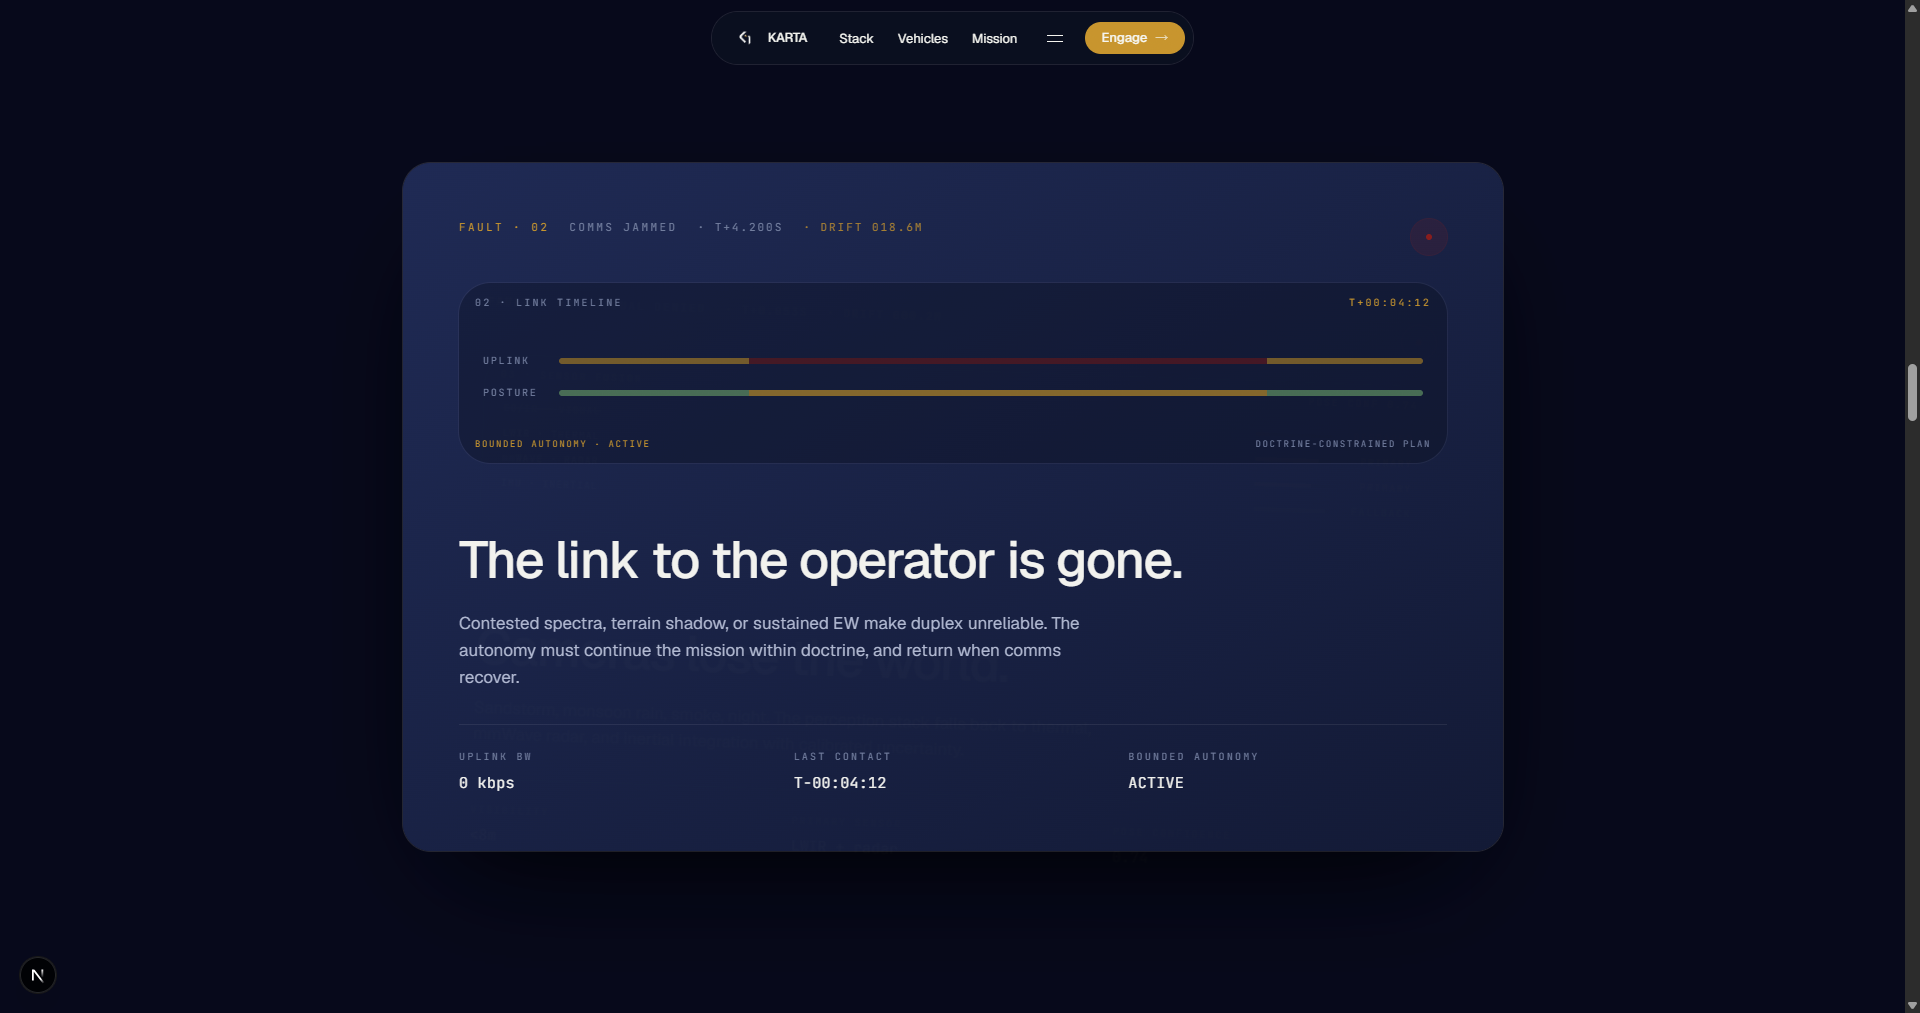 KARTA
Stack
Vehicles
Mission
Engage →
FAULT · 02 COMMS JAMMED · T+4.200S · DRIFT 018.6M
02 · LINK TIMELINE
T+00:04:12
UPLINK
POSTURE
BOUNDED AUTONOMY · ACTIVE
DOCTRINE-CONSTRAINED PLAN
The link to the operator is gone.
Contested spectra, terrain shadow, or sustained EW make duplex unreliable. The
autonomy must continue the mission within doctrine, and return when comms
recover.
UPLINK BW
0 kbps
LAST CONTACT
T-00:04:12
BOUNDED AUTONOMY
ACTIVE
N